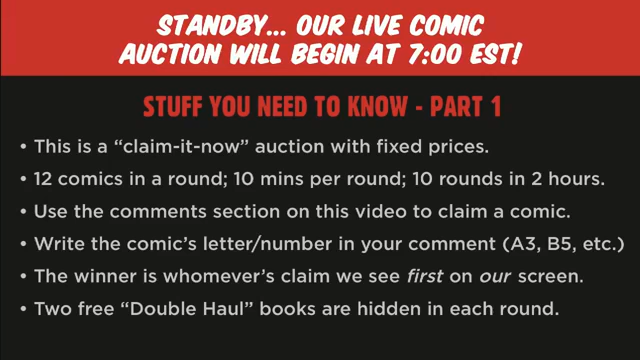 STANDBY... OUR LIVE COMIC
AUCTION WILL BEGIN AT 7:00 EST!
STUFF YOU NEED TO KNOW - PART 1
• This is a “claim-it-now” auction with fixed prices.
• 12 comics in a round; 10 mins per round; 10 rounds in 2 hours.
• Use the comments section on this video to claim a comic.
• Write the comic’s letter/number in your comment (A3, B5, etc.)
• The winner is whomever’s claim we see first on our screen.
• Two free “Double Haul” books are hidden in each round.